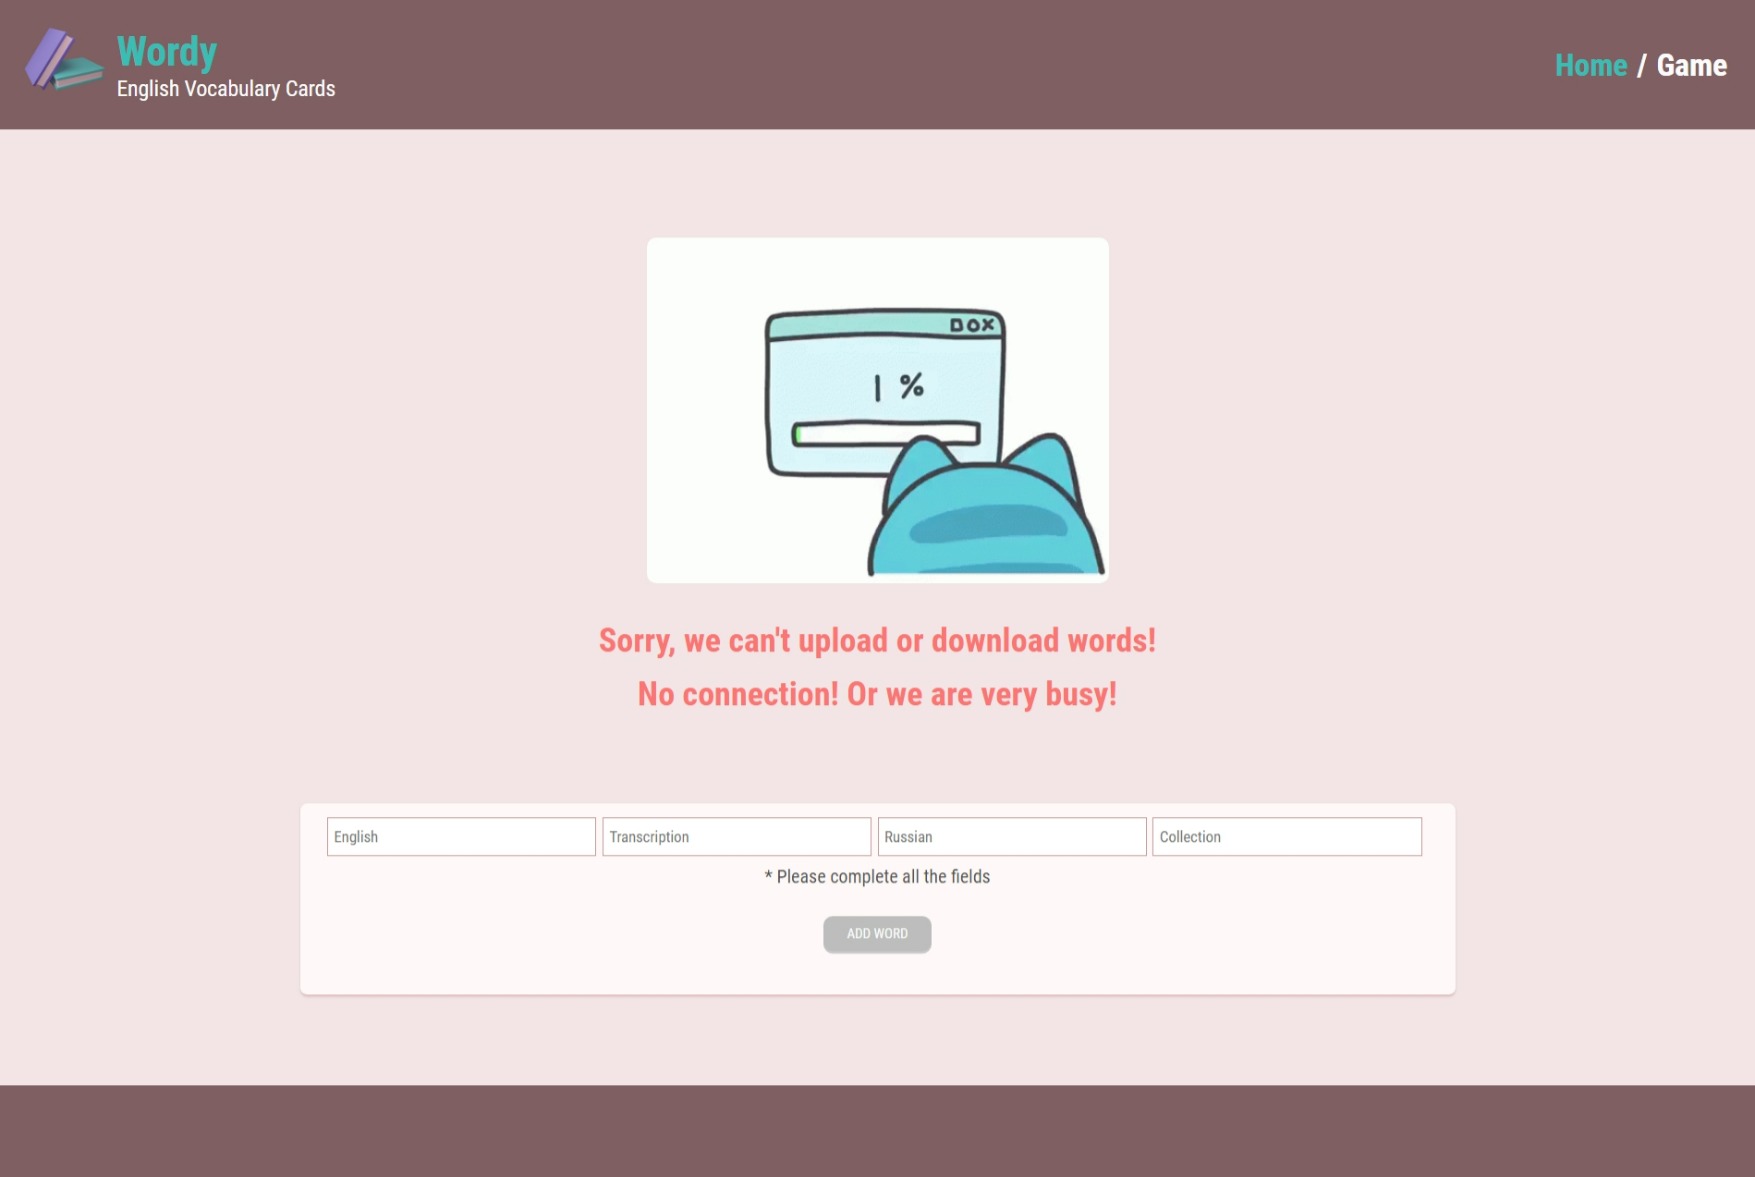 Wordy
English Vocabulary Cards
Home / Game
1 %
Sorry, we can't upload or download words!
No connection! Or we are very busy!
English
Transcription
Russian
Collection
* Please complete all the fields
ADD WORD